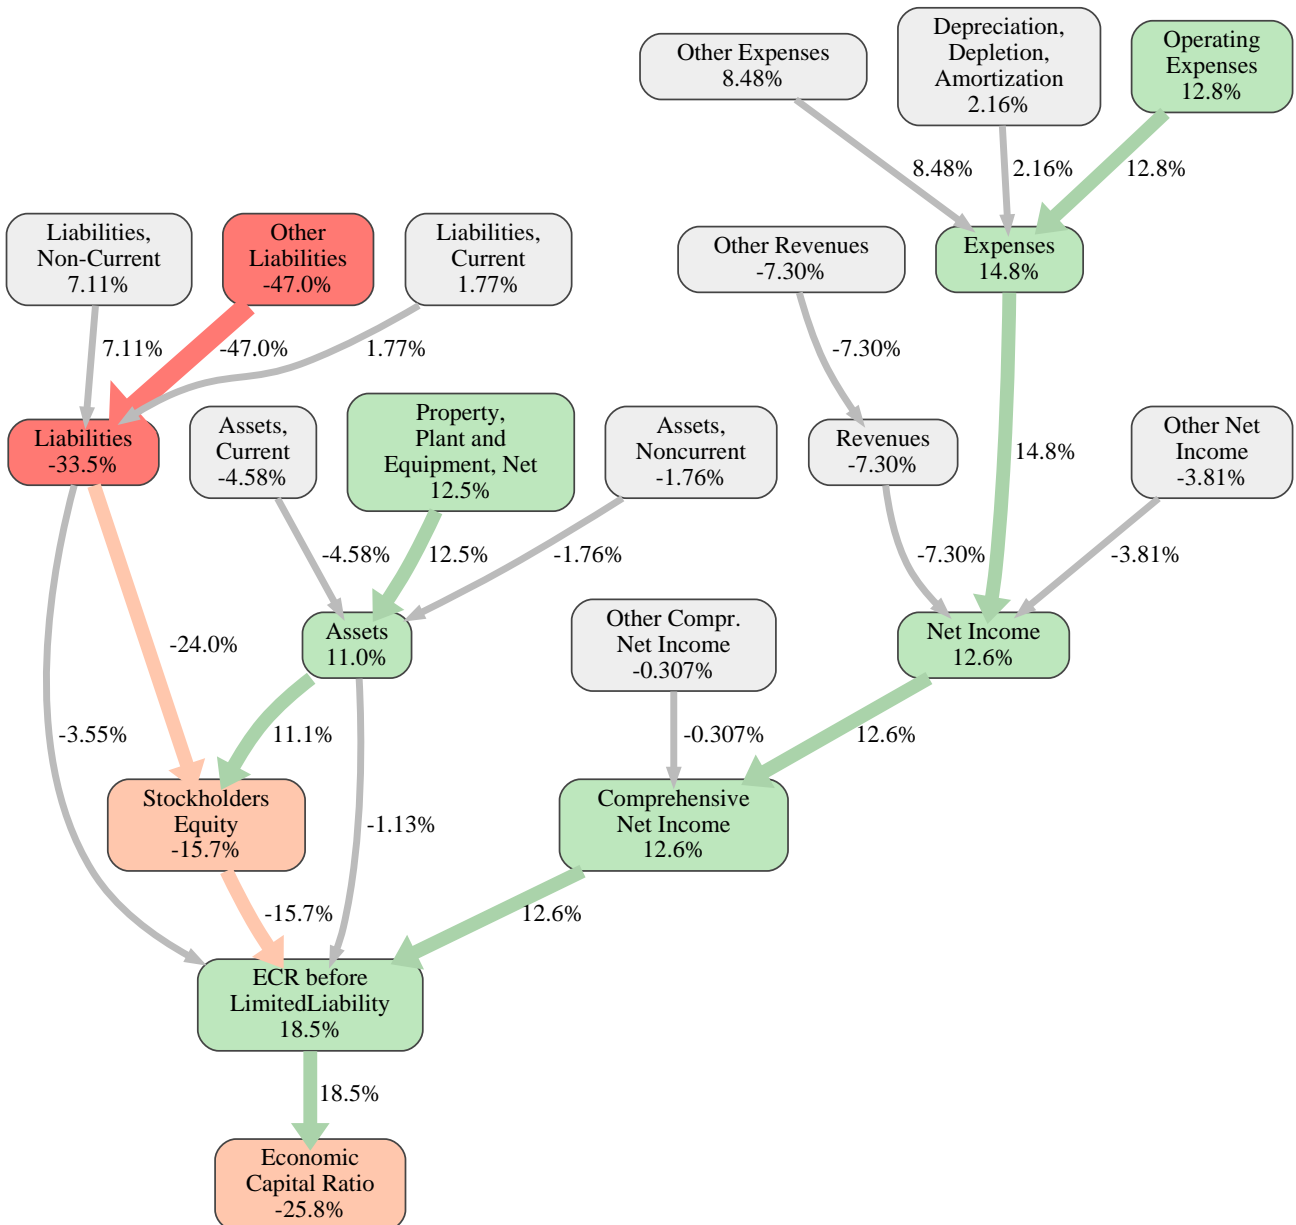 Other Expenses
8.48%
Depreciation,
Depletion,
Amortization
2.16%
Operating
Expenses
12.8%
8.48%
2.16%
12.8%
Liabilities,
Non-Current
7.11%
Other
Liabilities
-47.0%
Liabilities,
Current
1.77%
Other Revenues
-7.30%
Expenses
14.8%
7.11%
-47.0%
1.77%
-7.30%
Liabilities
-33.5%
Assets,
Current
-4.58%
Property,
Plant and
Equipment, Net
12.5%
Assets,
Noncurrent
-1.76%
Revenues
-7.30%
14.8%
Other Net
Income
-3.81%
-4.58%
12.5%
-1.76%
-7.30%
-3.81%
-24.0%
Assets
11.0%
Other Compr.
Net Income
-0.307%
Net Income
12.6%
-3.55%
11.1%
-0.307%
12.6%
Stockholders
Equity
-15.7%
-1.13%
Comprehensive
Net Income
12.6%
-15.7%
12.6%
ECR before
LimitedLiability
18.5%
18.5%
Economic
Capital Ratio
-25.8%